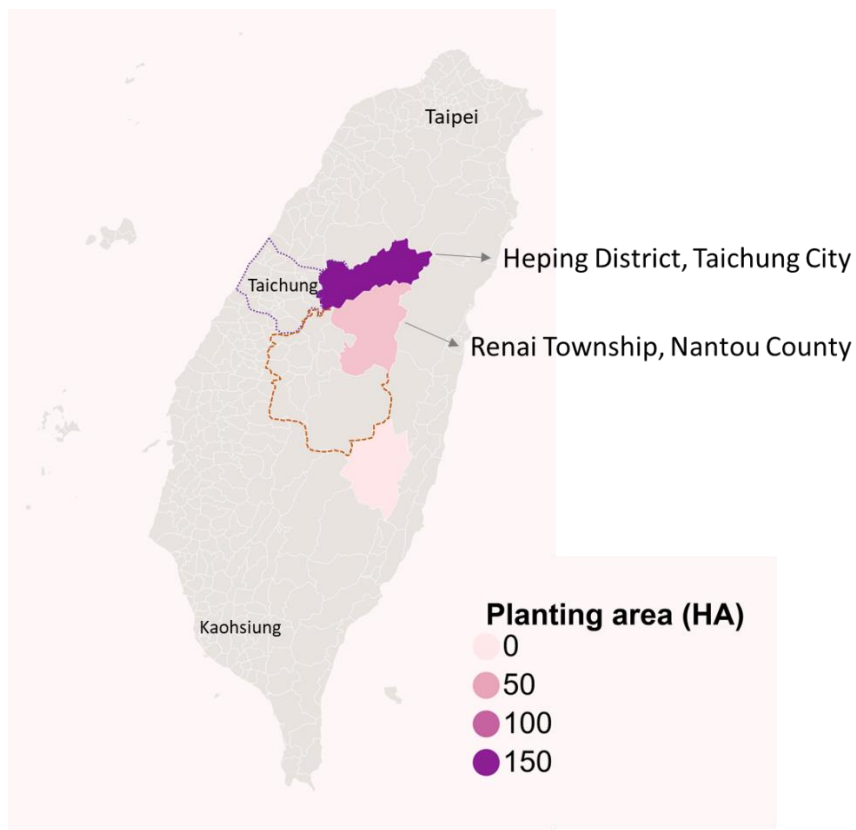 Taipei
Heping District, Taichung City
Taichung
Renai Township, Nantou County
Planting area (HA)
0
50
100
150
Kaohsiung